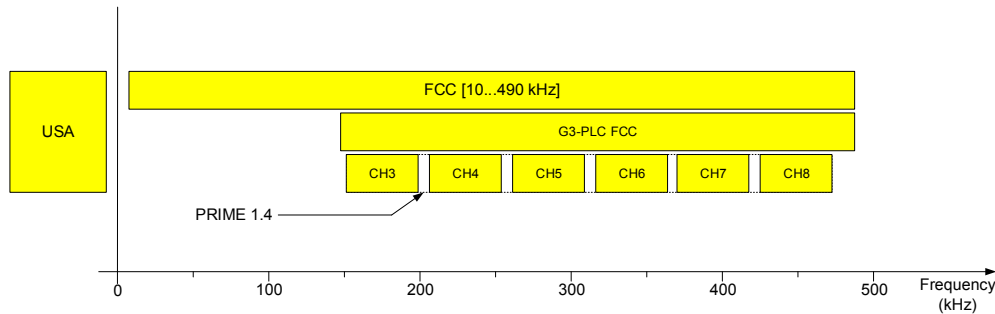 FCC [10...490 kHz]
USA
G3-PLC FCC
CH3 CH4 CH5 CH6 CH7 CH8
PRIME 1.4
0 100 200 300 400 500
Frequency
(kHz)